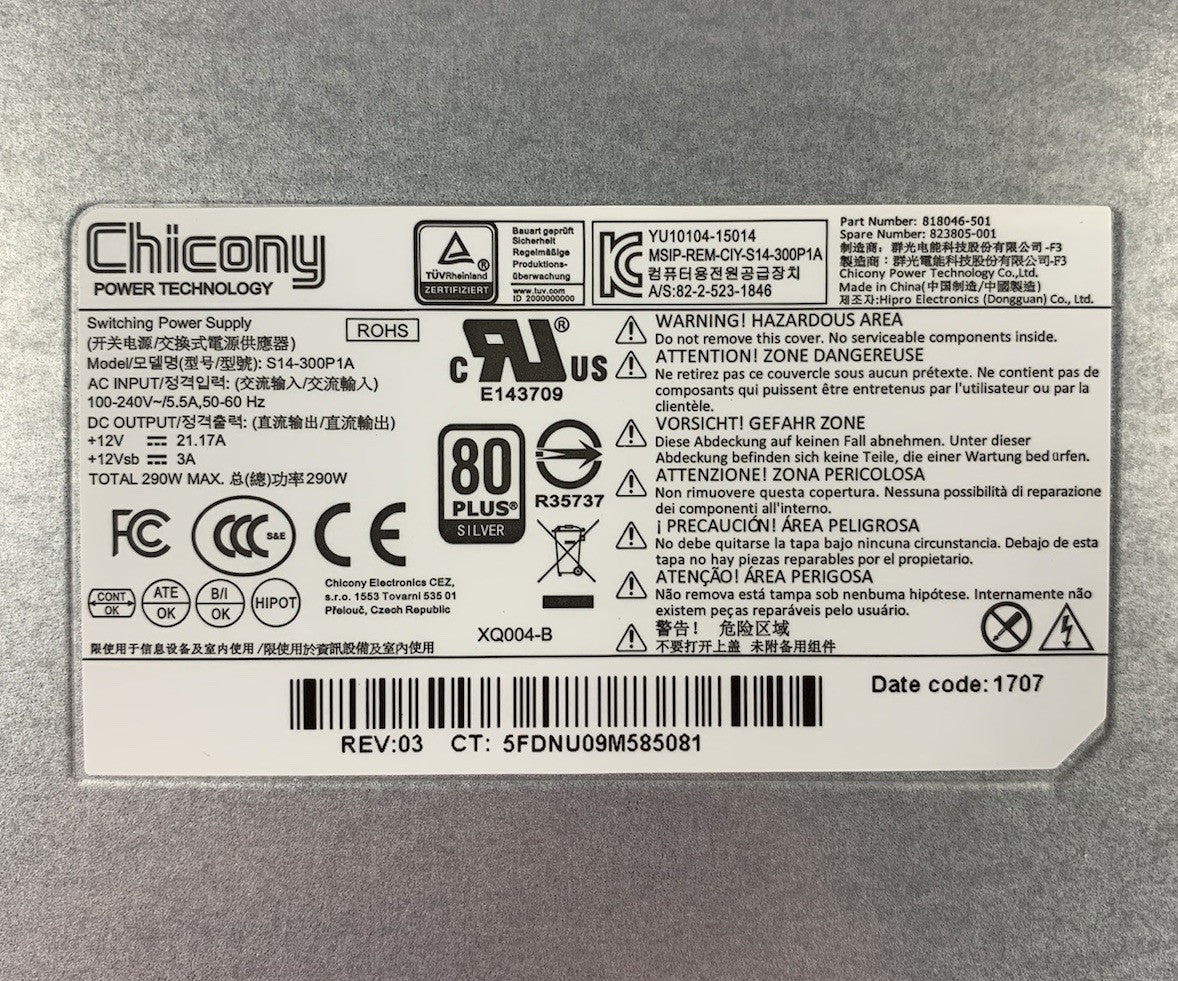 Chicony
POWER TECHNOLOGY
TÜVRheinland
ZERTIFIZIERT
Bauart geprüft
Sicherheit
Regelmäßige
Produktions-
überwachung
www.tuv.com
ID 2000000000
YU10104-15014
MSIP-REM-CIY-S14-300P1A
컴퓨터용전원공급장치
A/S:82-2-523-1846
Part Number: 818046-501
Spare Number: 823805-001
制造商：群光电能科技股份有限公司 -F3
製造商：群光電能科技股份有限公司-F3
Chicony Power Technology Co.,Ltd.
Made in China(中国制造/中國製造)
제조자:Hipro Electronics (Dongguan) Co., Ltd.
Switching Power Supply
ROHS
(开关电源/交換式電源供應器)
Model/모델명(型号/型號): S14-300P1A
AC INPUT/정격입력: (交流输入/交流輸入)
100-240V~/5.5A,50-60 Hz
DC OUTPUT/정격출력: (直流输出/直流輸出)
+12V 21.17A
+12Vsb 3A
TOTAL 290W MAX. 总(總)功率290W
FC
CCC S&E
CE
c RU ® US
E143709
80
PLUS®
SILVER
R35737
CONT
OK
ATE
OK
B/I
OK
HIPOT
Chicony Electronics CEZ,
s.r.o. 1553 Tovarni 535 01
Přelouč, Czech Republic
XQ004-B
限使用于信息设备及室内使用/限使用於資訊設備及室內使用
WARNING! HAZARDOUS AREA
Do not remove this cover. No serviceable components inside.
ATTENTION! ZONE DANGEREUSE
Ne retirez pas ce couvercle sous aucun prétexte. Ne contient pas de
composants qui puissent être entretenus par l'utilisateur ou par la
clientèle.
VORSICHT! GEFAHR ZONE
Diese Abdeckung auf keinen Fall abnehmen. Unter dieser
Abdeckung befinden sich keine Teile, die einer Wartung bedürfen.
ATTENZIONE! ZONA PERICOLOSA
Non rimuovere questa copertura. Nessuna possibilità di reparazione
dei componenti all'interno.
¡ PRECAUCIÓN! ÁREA PELIGROSA
No debe quitarse la tapa bajo ninguna circunstancia. Debajo de esta
tapa no hay piezas reparables por el propietario.
ATENÇÃO! ÁREA PERIGOSA
Não remova está tampa sob nenhuma hipótese. Internamente não
existem peças reparáveis pelo usuário.
警告！ 危险区域
不要打开上盖 未附备用组件
Date code:1707
REV:03 CT: 5FDNU09M585081